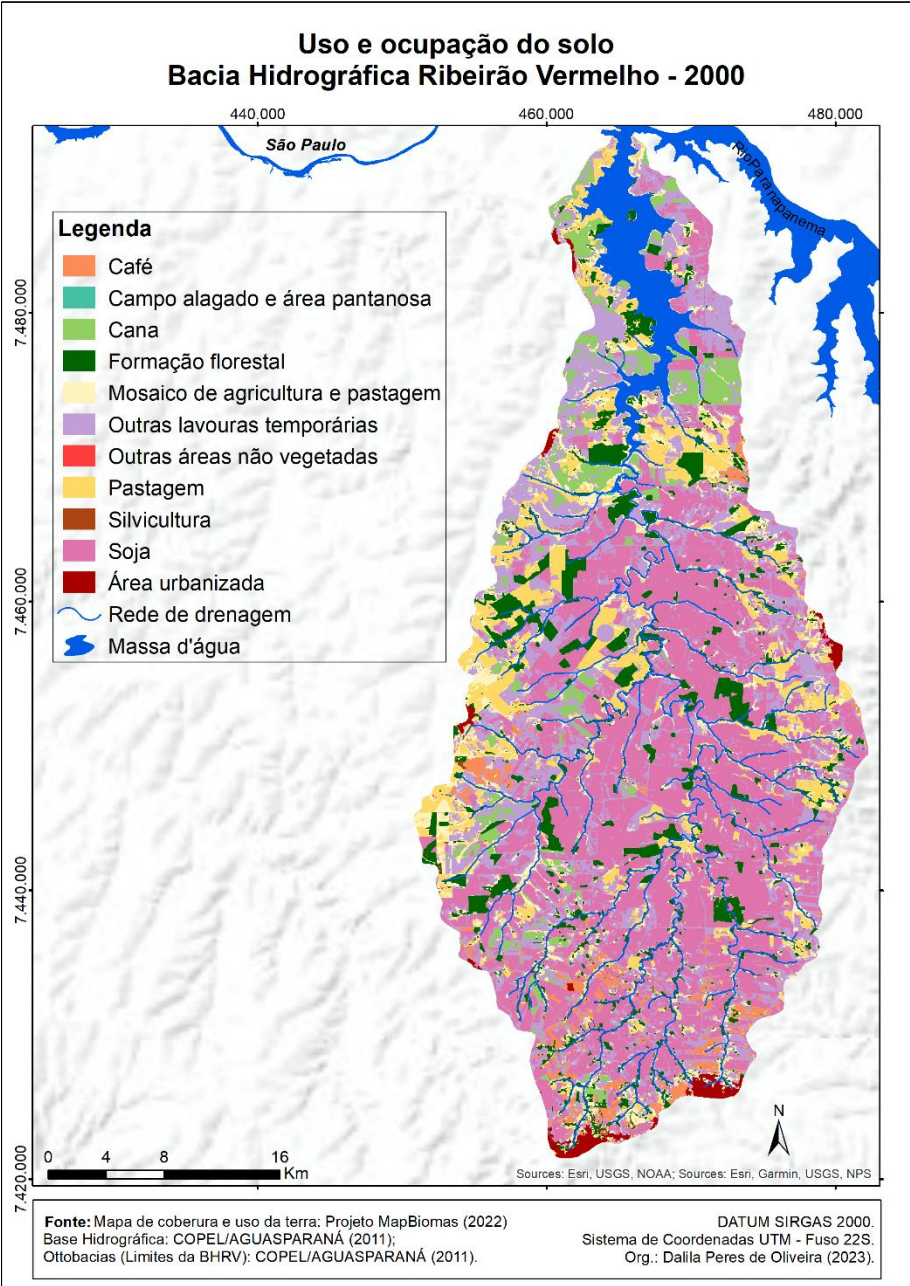 Uso e ocupação do solo
Bacia Hidrográfica Ribeirão Vermelho - 2000
440.000
460.000
480.000
São Paulo
RioParanapanema
Legenda
Café
Campo alagado e área pantanosa
Cana
Formação florestal
Mosaico de agricultura e pastagem
Outras lavouras temporárias
Outras áreas não vegetadas
Pastagem
Silvicultura
Soja
Área urbanizada
Rede de drenagem
Massa d'água
7.480.000
7.460.000
7.440.000
7.420.000
N
0 4 8 16
Km
Sources: Esri, USGS, NOAA; Sources: Esri, Garmin, USGS, NPS
Fonte: Mapa de coberura e uso da terra: Projeto MapBiomas (2022)
Base Hidrográfica: COPEL/AGUASPARANÁ (2011);
Ottobacias (Limites da BHRV): COPEL/AGUASPARANÁ (2011).
DATUM SIRGAS 2000.
Sistema de Coordenadas UTM - Fuso 22S.
Org.: Dalila Peres de Oliveira (2023).